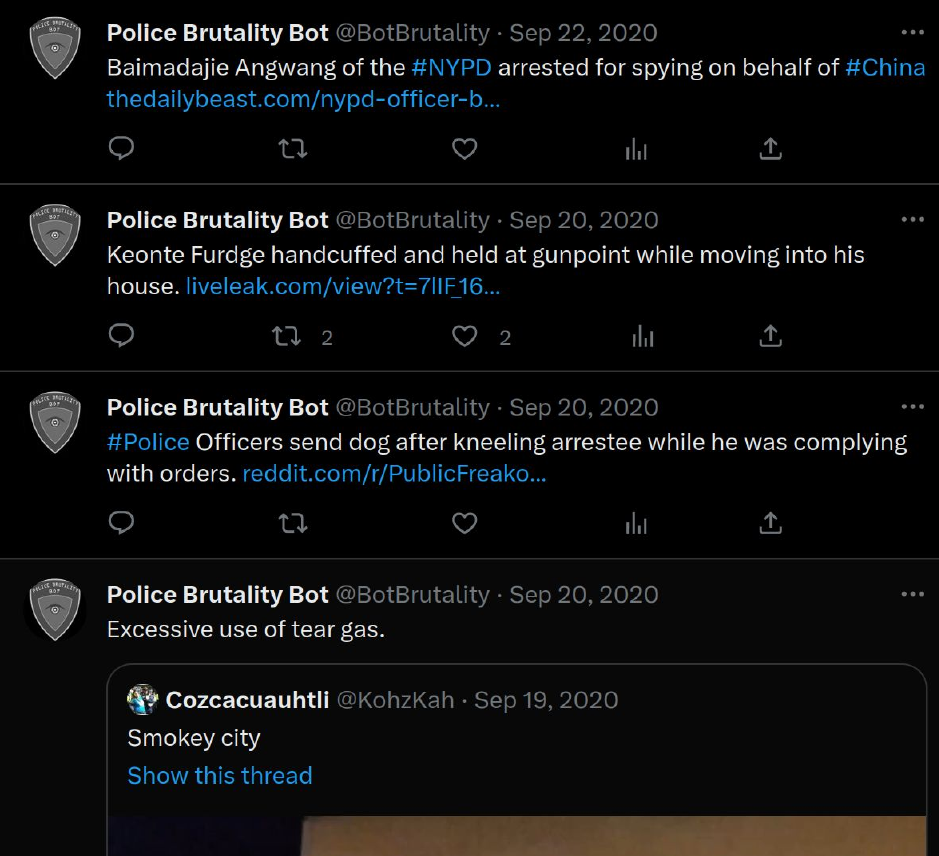 Police Brutality Bot @BotBrutality · Sep 22, 2020
Baimadajie Angwang of the #NYPD arrested for spying on behalf of #China
thedailybeast.com/nypd-officer-b...
Police Brutality Bot @BotBrutality · Sep 20, 2020
Keonte Furdge handcuffed and held at gunpoint while moving into his
house. liveleak.com/view?t=7lIF_16...
2 2
Police Brutality Bot @BotBrutality · Sep 20, 2020
#Police Officers send dog after kneeling arrestee while he was complying
with orders. reddit.com/r/PublicFreako...
Police Brutality Bot @BotBrutality · Sep 20, 2020
Excessive use of tear gas.
Cozcacuauhtli @KohzKah · Sep 19, 2020
Smokey city
Show this thread